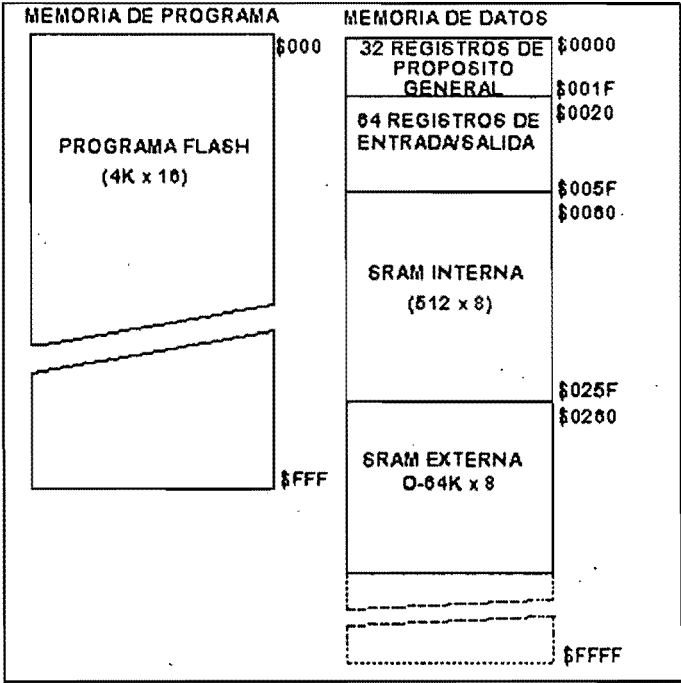 MEMORIA DE PROGRAMA
$000
PROGRAMA FLASH
(4K x 16)
$FFF
MEMORIA DE DATOS
32 REGISTROS DE
PROPOSITO
GENERAL
$0000
$001F
64 REGISTROS DE
ENTRADA/SALIDA
$0020
$005F
$0060
SRAM INTERNA
(512 x 8)
$025F
$0260
SRAM EXTERNA
0-64K x 8
$FFFF